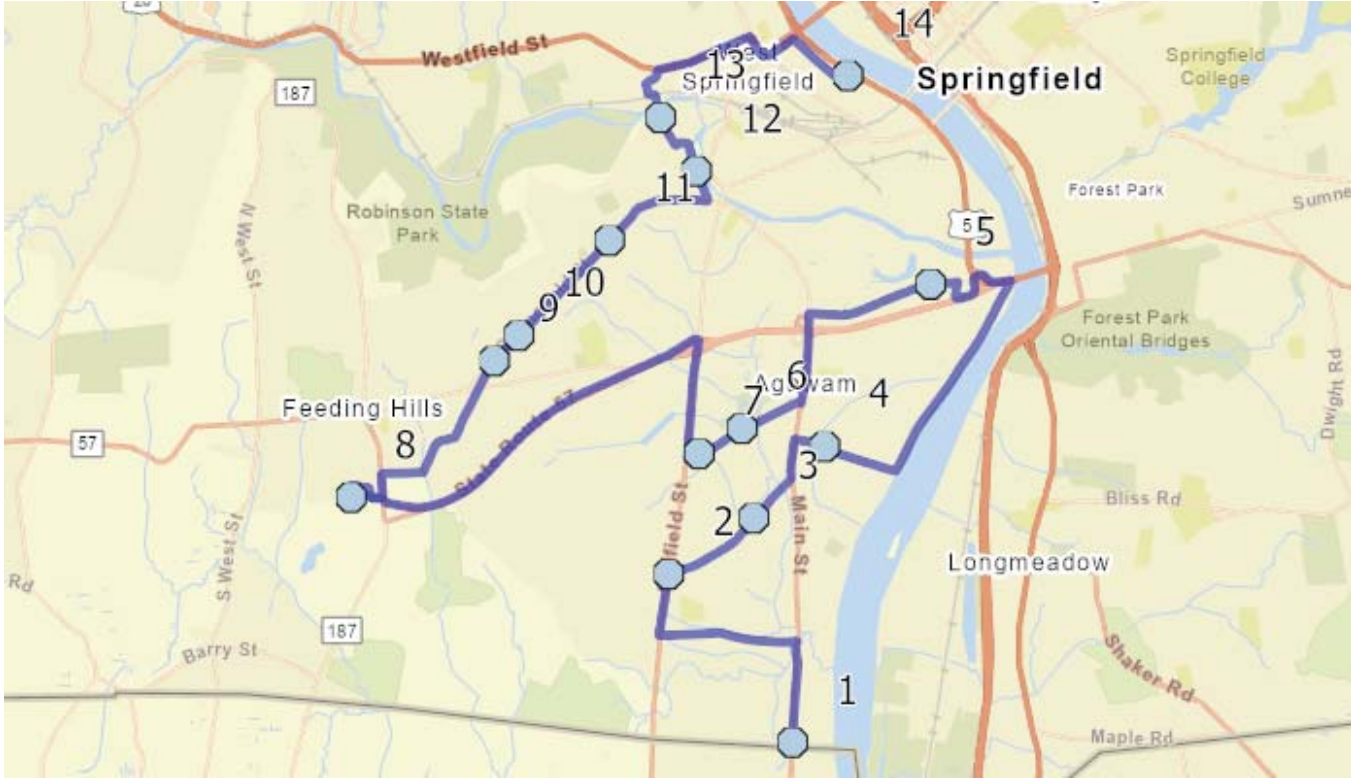 20
14
Westfield St
13
West
Springfield
Springfield
Springfield
College
187
12
11
Forest Park
Sumne
N West St
Robinson State
Park
5
5
10
9
Forest Park
Oriental Bridges
6
4
Agawam
7
Feeding Hills
57
8
State Route 57
3
Dwight Rd
2
field St
Main St
Bliss Rd
S West St
Longmeadow
Rd
187
Barry St
Shaker Rd
1
Maple Rd